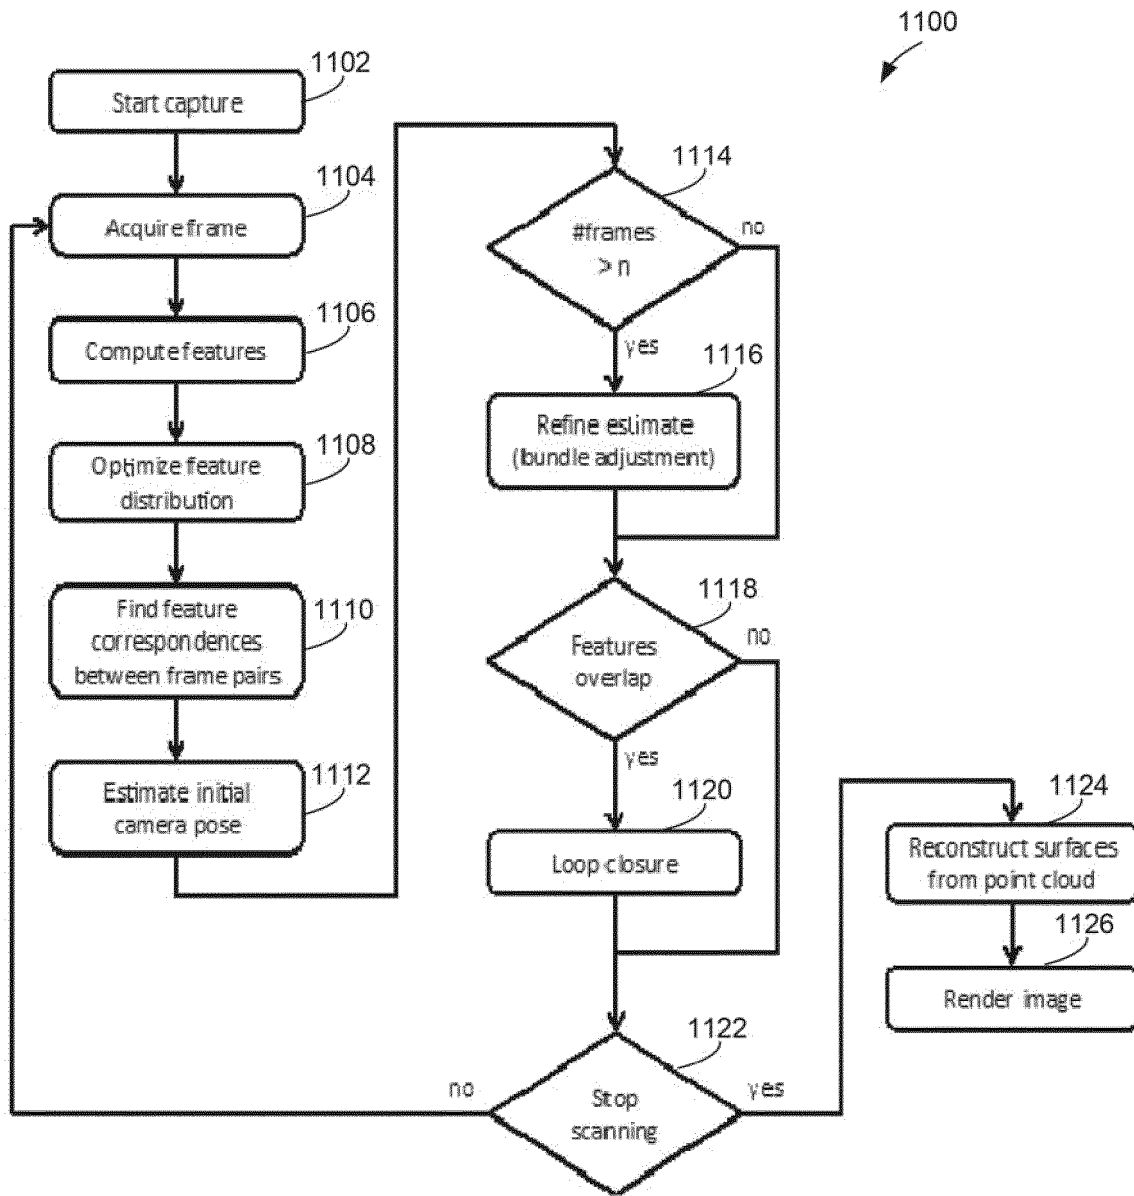 1100
1102
Start capture
1104
Acquire frame
1106
Compute features
1108
Optimize feature
distribution
1110
Find feature
correspondences
between frame pairs
1112
Estimate initial
camera pose
1114
#frames
> n
no
yes
1116
Refine estimate
(bundle adjustment)
1118
Features
overlap
no
yes
1120
Loop closure
1122
Stop
scanning
no
yes
1124
Reconstruct surfaces
from point cloud
1126
Render image